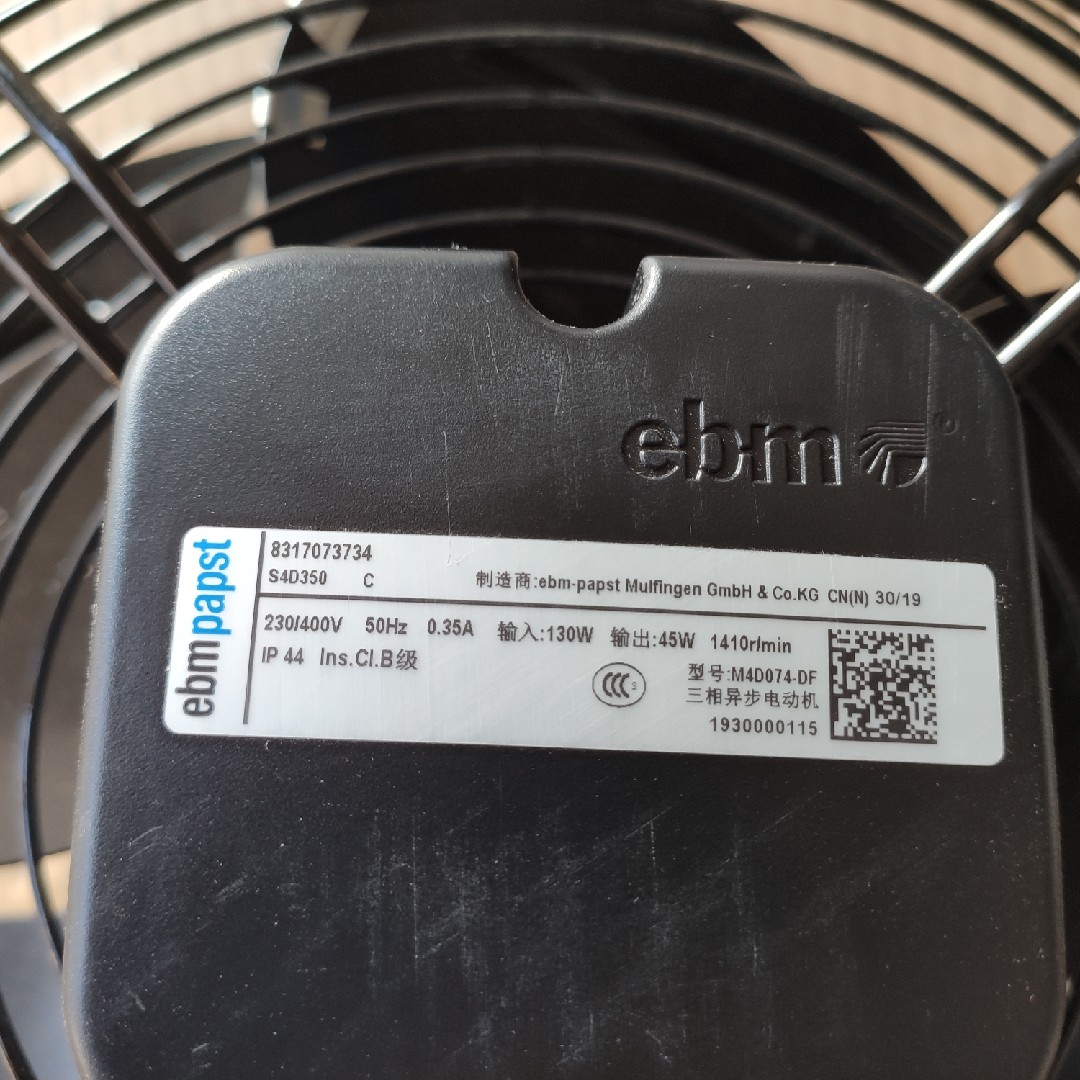 ebm
ebmpapst
8317073734
S4D350 C 制造商:ebm-papst Mulfingen GmbH & Co.KG CN(N) 30/19
230/400V 50Hz 0.35A 输入:130W 输出:45W 1410r/min
IP 44 Ins.Cl.B级
CCC S
型号:M4D074-DF
三相异步电动机
1930000115